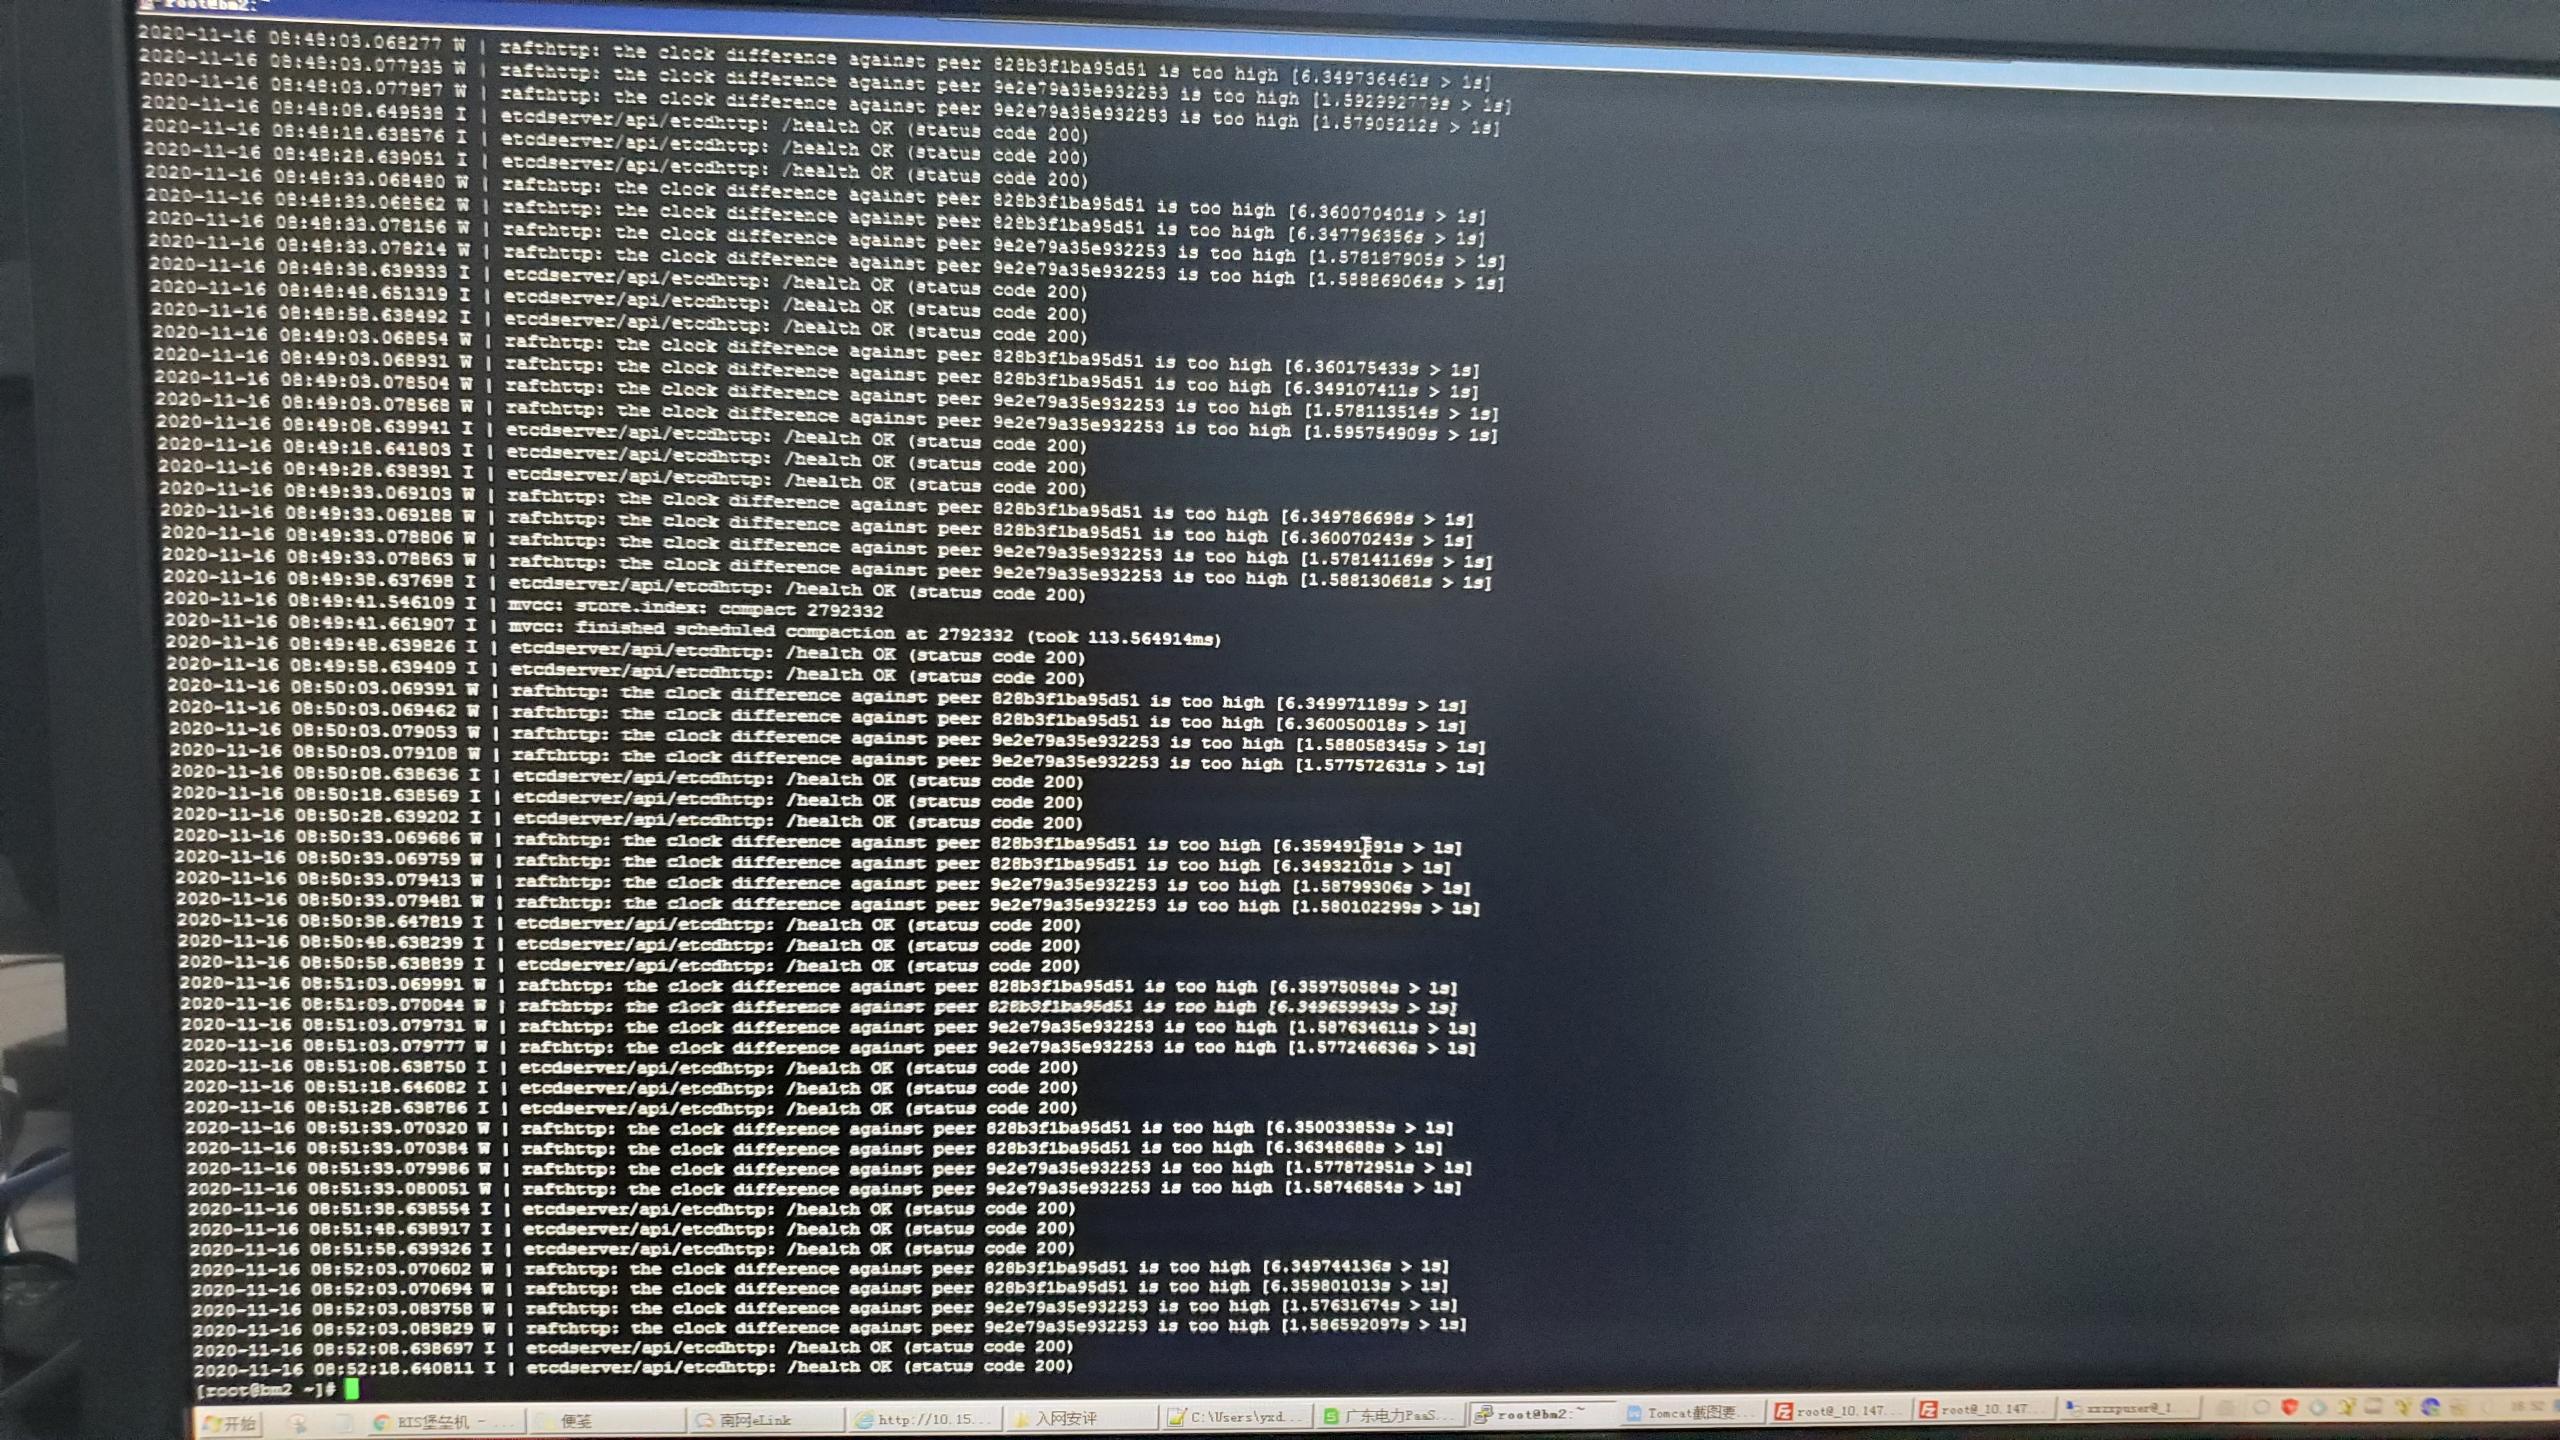 root@bm2:~
2020-11-16 08:48:03.068277 W | rafthttp: the clock difference against peer 828b3f1ba95d51 is too high [6.349736461s > 1s]
2020-11-16 08:48:03.077935 W | rafthttp: the clock difference against peer 9e2e79a35e932253 is too high [1.592992779s > 1s]
2020-11-16 08:48:03.077987 W | rafthttp: the clock difference against peer 9e2e79a35e932253 is too high [1.57905212s > 1s]
2020-11-16 08:48:08.649538 I | etcdserver/api/etcdhttp: /health OK (status code 200)
2020-11-16 08:48:18.638576 I | etcdserver/api/etcdhttp: /health OK (status code 200)
2020-11-16 08:48:28.639051 I | etcdserver/api/etcdhttp: /health OK (status code 200)
2020-11-16 08:48:33.068480 W | rafthttp: the clock difference against peer 828b3f1ba95d51 is too high [6.360070401s > 1s]
2020-11-16 08:48:33.068562 W | rafthttp: the clock difference against peer 828b3f1ba95d51 is too high [6.347796356s > 1s]
2020-11-16 08:48:33.078156 W | rafthttp: the clock difference against peer 9e2e79a35e932253 is too high [1.578187905s > 1s]
2020-11-16 08:48:33.078214 W | rafthttp: the clock difference against peer 9e2e79a35e932253 is too high [1.588869064s > 1s]
2020-11-16 08:48:38.639333 I | etcdserver/api/etcdhttp: /health OK (status code 200)
2020-11-16 08:48:48.651319 I | etcdserver/api/etcdhttp: /health OK (status code 200)
2020-11-16 08:48:58.638492 I | etcdserver/api/etcdhttp: /health OK (status code 200)
2020-11-16 08:49:03.068854 W | rafthttp: the clock difference against peer 828b3f1ba95d51 is too high [6.360175433s > 1s]
2020-11-16 08:49:03.068931 W | rafthttp: the clock difference against peer 828b3f1ba95d51 is too high [6.349107411s > 1s]
2020-11-16 08:49:03.078504 W | rafthttp: the clock difference against peer 9e2e79a35e932253 is too high [1.578113514s > 1s]
2020-11-16 08:49:03.078568 W | rafthttp: the clock difference against peer 9e2e79a35e932253 is too high [1.595754909s > 1s]
2020-11-16 08:49:08.639941 I | etcdserver/api/etcdhttp: /health OK (status code 200)
2020-11-16 08:49:18.641803 I | etcdserver/api/etcdhttp: /health OK (status code 200)
2020-11-16 08:49:28.638391 I | etcdserver/api/etcdhttp: /health OK (status code 200)
2020-11-16 08:49:33.069103 W | rafthttp: the clock difference against peer 828b3f1ba95d51 is too high [6.349786698s > 1s]
2020-11-16 08:49:33.069188 W | rafthttp: the clock difference against peer 828b3f1ba95d51 is too high [6.360070243s > 1s]
2020-11-16 08:49:33.078806 W | rafthttp: the clock difference against peer 9e2e79a35e932253 is too high [1.578141169s > 1s]
2020-11-16 08:49:33.078863 W | rafthttp: the clock difference against peer 9e2e79a35e932253 is too high [1.588130681s > 1s]
2020-11-16 08:49:38.637698 I | etcdserver/api/etcdhttp: /health OK (status code 200)
2020-11-16 08:49:41.546109 I | mvcc: store.index: compact 2792332
2020-11-16 08:49:41.661907 I | mvcc: finished scheduled compaction at 2792332 (took 113.564914ms)
2020-11-16 08:49:48.639826 I | etcdserver/api/etcdhttp: /health OK (status code 200)
2020-11-16 08:49:58.639409 I | etcdserver/api/etcdhttp: /health OK (status code 200)
2020-11-16 08:50:03.069391 W | rafthttp: the clock difference against peer 828b3f1ba95d51 is too high [6.349971189s > 1s]
2020-11-16 08:50:03.069462 W | rafthttp: the clock difference against peer 828b3f1ba95d51 is too high [6.360050018s > 1s]
2020-11-16 08:50:03.079053 W | rafthttp: the clock difference against peer 9e2e79a35e932253 is too high [1.588058345s > 1s]
2020-11-16 08:50:03.079108 W | rafthttp: the clock difference against peer 9e2e79a35e932253 is too high [1.577572631s > 1s]
2020-11-16 08:50:08.638636 I | etcdserver/api/etcdhttp: /health OK (status code 200)
2020-11-16 08:50:18.638569 I | etcdserver/api/etcdhttp: /health OK (status code 200)
2020-11-16 08:50:28.639202 I | etcdserver/api/etcdhttp: /health OK (status code 200)
2020-11-16 08:50:33.069686 W | rafthttp: the clock difference against peer 828b3f1ba95d51 is too high [6.359491591s > 1s]
2020-11-16 08:50:33.069759 W | rafthttp: the clock difference against peer 828b3f1ba95d51 is too high [6.34932101s > 1s]
2020-11-16 08:50:33.079413 W | rafthttp: the clock difference against peer 9e2e79a35e932253 is too high [1.58799306s > 1s]
2020-11-16 08:50:33.079481 W | rafthttp: the clock difference against peer 9e2e79a35e932253 is too high [1.580102299s > 1s]
2020-11-16 08:50:38.647819 I | etcdserver/api/etcdhttp: /health OK (status code 200)
2020-11-16 08:50:48.638239 I | etcdserver/api/etcdhttp: /health OK (status code 200)
2020-11-16 08:50:58.638839 I | etcdserver/api/etcdhttp: /health OK (status code 200)
2020-11-16 08:51:03.069991 W | rafthttp: the clock difference against peer 828b3f1ba95d51 is too high [6.359750584s > 1s]
2020-11-16 08:51:03.070044 W | rafthttp: the clock difference against peer 828b3f1ba95d51 is too high [6.349659943s > 1s]
2020-11-16 08:51:03.079731 W | rafthttp: the clock difference against peer 9e2e79a35e932253 is too high [1.587634611s > 1s]
2020-11-16 08:51:03.079777 W | rafthttp: the clock difference against peer 9e2e79a35e932253 is too high [1.577246636s > 1s]
2020-11-16 08:51:08.638750 I | etcdserver/api/etcdhttp: /health OK (status code 200)
2020-11-16 08:51:18.646082 I | etcdserver/api/etcdhttp: /health OK (status code 200)
2020-11-16 08:51:28.638786 I | etcdserver/api/etcdhttp: /health OK (status code 200)
2020-11-16 08:51:33.070320 W | rafthttp: the clock difference against peer 828b3f1ba95d51 is too high [6.350033853s > 1s]
2020-11-16 08:51:33.070384 W | rafthttp: the clock difference against peer 828b3f1ba95d51 is too high [6.36348688s > 1s]
2020-11-16 08:51:33.079986 W | rafthttp: the clock difference against peer 9e2e79a35e932253 is too high [1.577872951s > 1s]
2020-11-16 08:51:33.080051 W | rafthttp: the clock difference against peer 9e2e79a35e932253 is too high [1.58746854s > 1s]
2020-11-16 08:51:38.638554 I | etcdserver/api/etcdhttp: /health OK (status code 200)
2020-11-16 08:51:48.638917 I | etcdserver/api/etcdhttp: /health OK (status code 200)
2020-11-16 08:51:58.639326 I | etcdserver/api/etcdhttp: /health OK (status code 200)
2020-11-16 08:52:03.070602 W | rafthttp: the clock difference against peer 828b3f1ba95d51 is too high [6.349744136s > 1s]
2020-11-16 08:52:03.070694 W | rafthttp: the clock difference against peer 828b3f1ba95d51 is too high [6.359801013s > 1s]
2020-11-16 08:52:03.083758 W | rafthttp: the clock difference against peer 9e2e79a35e932253 is too high [1.57631674s > 1s]
2020-11-16 08:52:03.083829 W | rafthttp: the clock difference against peer 9e2e79a35e932253 is too high [1.586592097s > 1s]
2020-11-16 08:52:08.638697 I | etcdserver/api/etcdhttp: /health OK (status code 200)
2020-11-16 08:52:18.640811 I | etcdserver/api/etcdhttp: /health OK (status code 200)
[root@bm2 ~]#
开始 RIS堡垒机 - ... 便笺 南网eLink http://10.15... 入网安评 C:\Users\yxd... 广东电力PaaS... root@bm2:~ Tomcat截图要... root@_10.147... root@_10.147... xxzxpuser@_1... 16:52